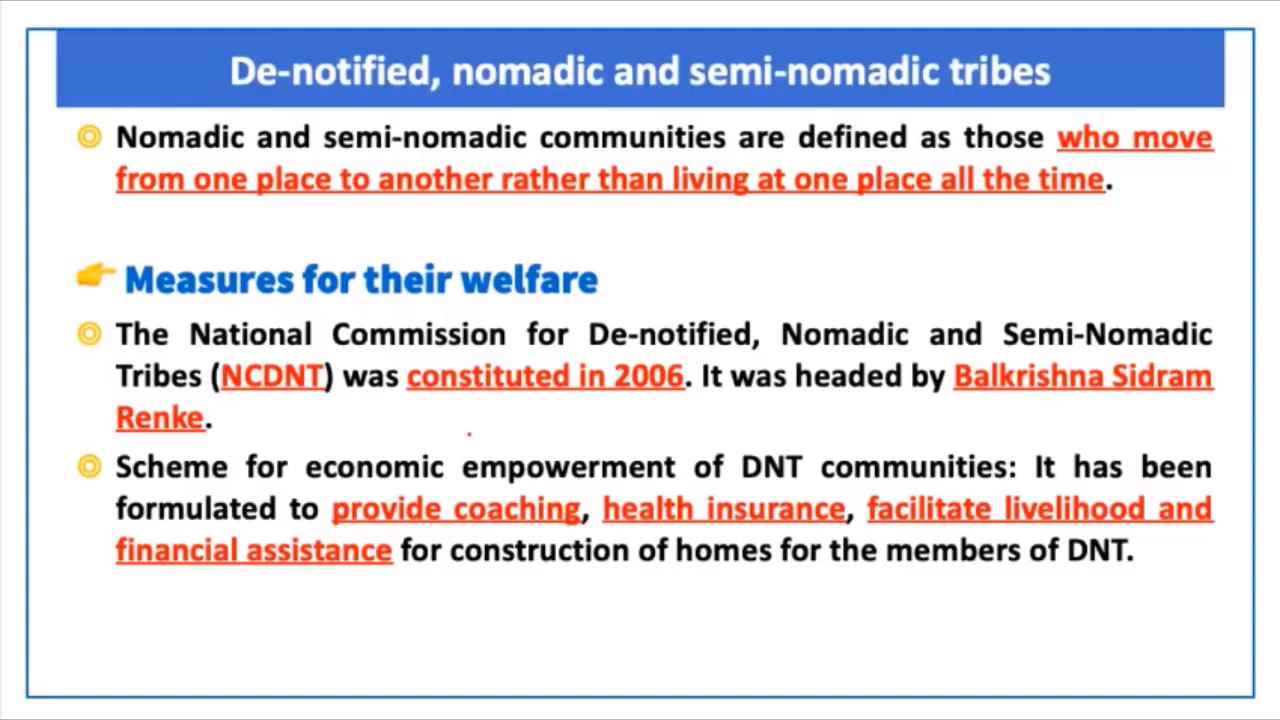 De-notified, nomadic and semi-nomadic tribes
Nomadic and semi-nomadic communities are defined as those who move
from one place to another rather than living at one place all the time.
Measures for their welfare
The National Commission for De-notified, Nomadic and Semi-Nomadic
Tribes (NCDNT) was constituted in 2006. It was headed by Balkrishna Sidram
Renke.
Scheme for economic empowerment of DNT communities: It has been
formulated to provide coaching, health insurance, facilitate livelihood and
financial assistance for construction of homes for the members of DNT.